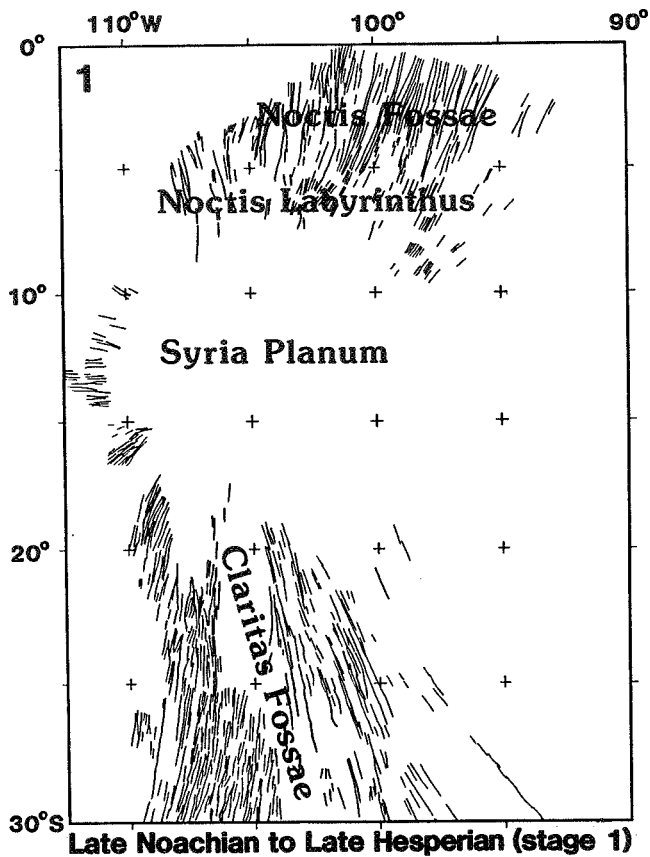 110°W 100° 90°
0°
1
Noctis Fossae
Noctis Labyrinthus
10°
Syria Planum
20°
Claritas Fossae
30°S
Late Noachian to Late Hesperian (stage 1)